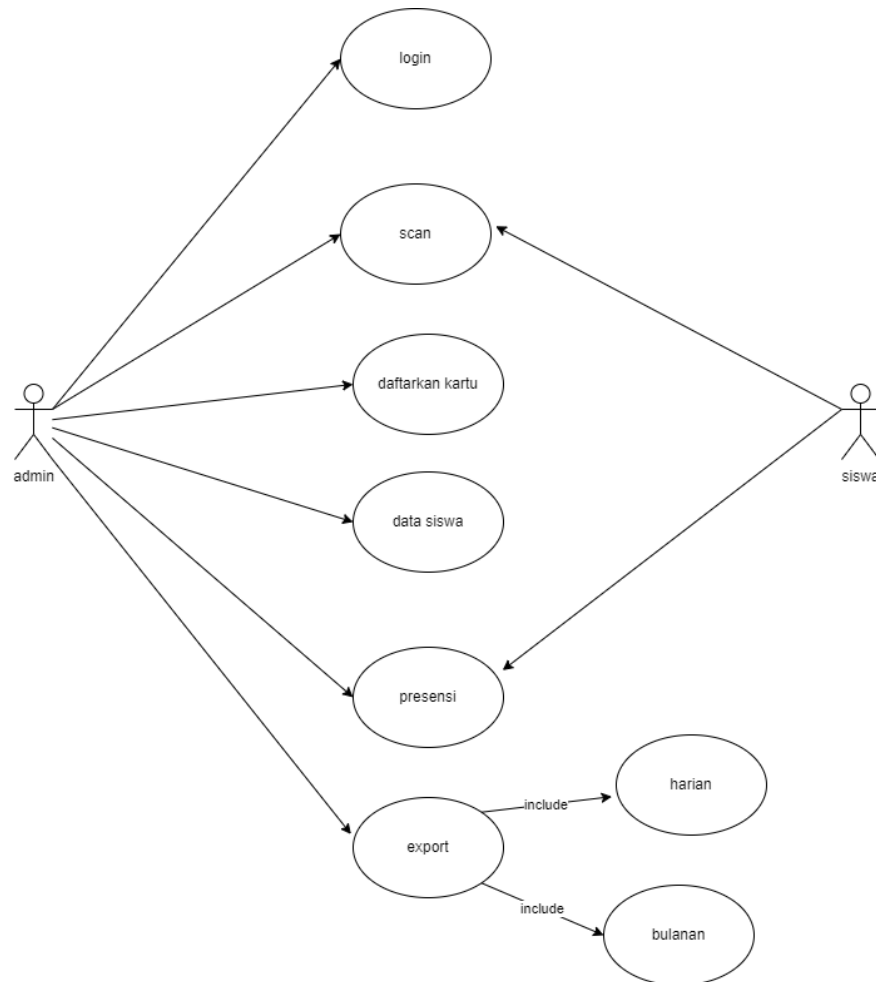 login
scan
daftarkan kartu
admin
siswa
data siswa
presensi
harian
include
export
include
bulanan